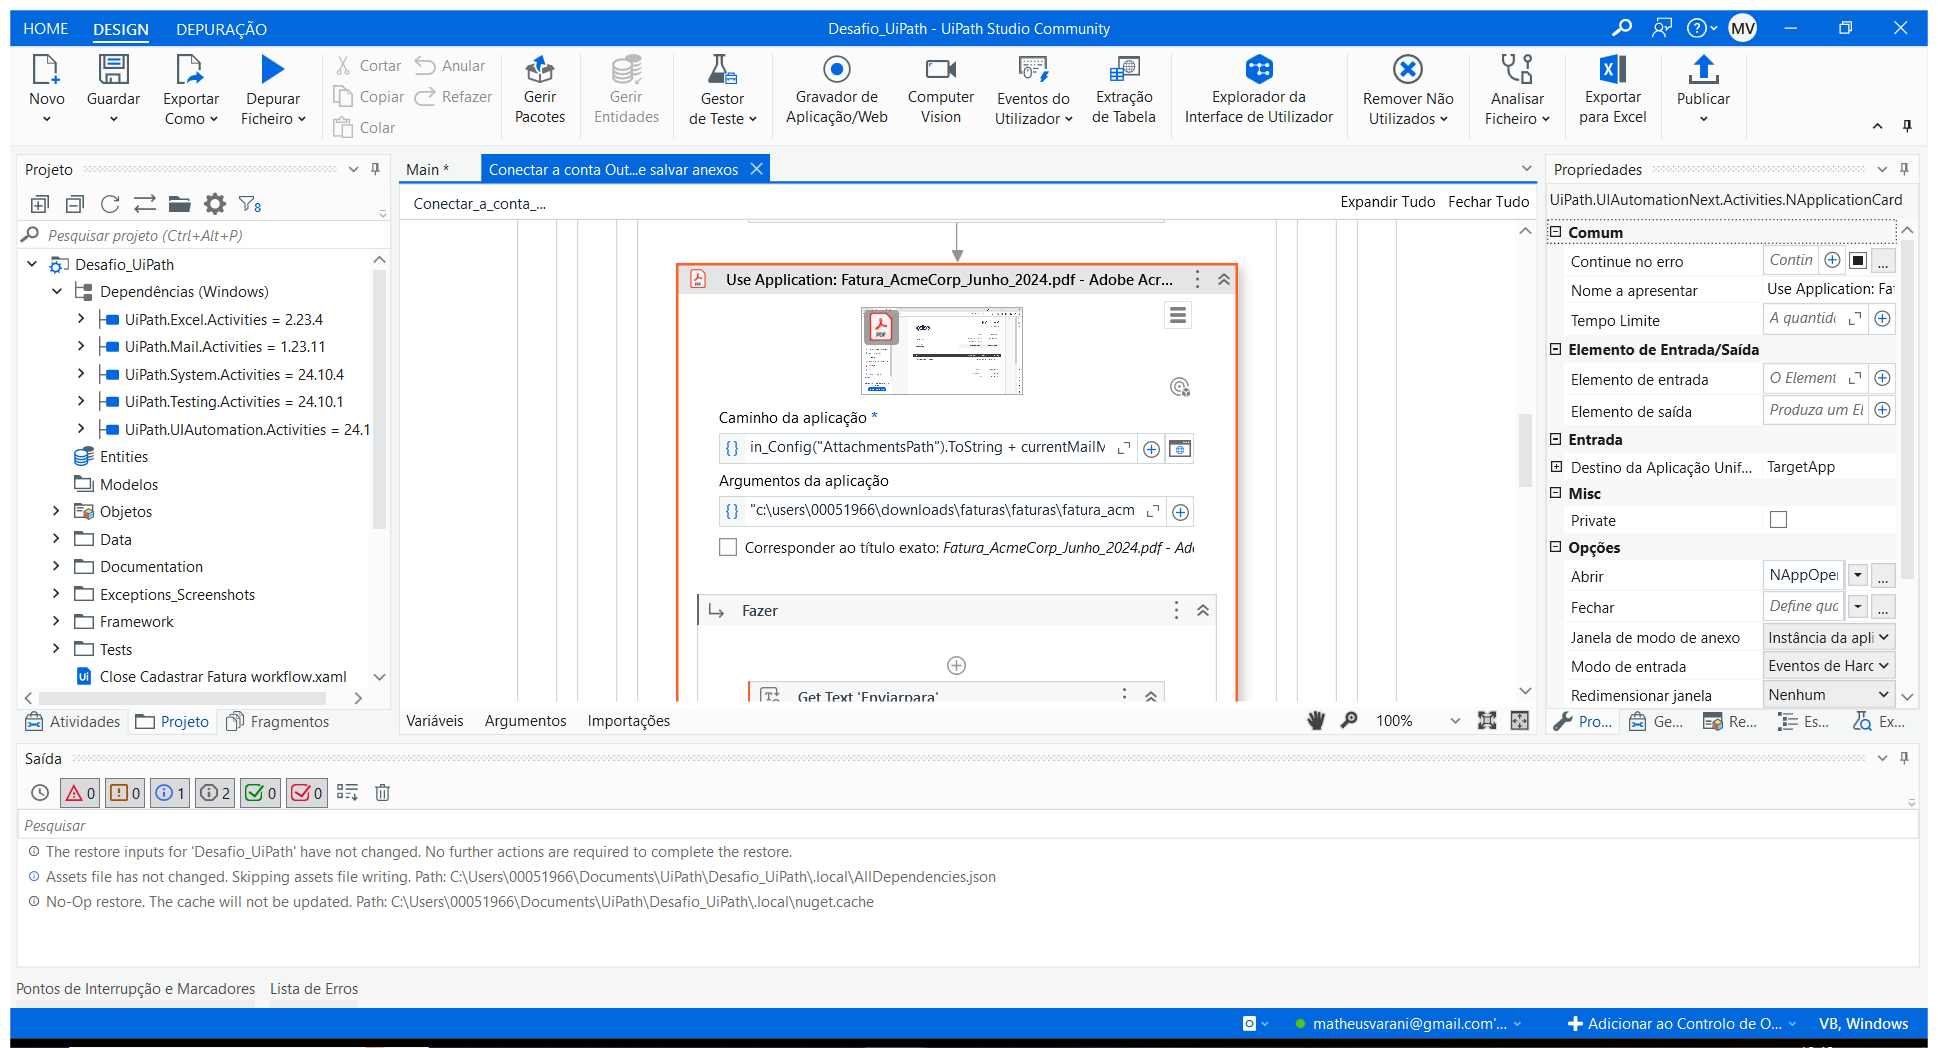 HOME DESIGN DEPURAÇÃO Desafio_UiPath - UiPath Studio Community MV
Novo
Guardar
Exportar Como
Depurar Ficheiro
Cortar
Copiar
Colar
Anular
Refazer
Gerir Pacotes
Gerir Entidades
Gestor de Teste
Gravador de Aplicação/Web
Computer Vision
Eventos do Utilizador
Extração de Tabela
Explorador da Interface de Utilizador
Remover Não Utilizados
Analisar Ficheiro
Exportar para Excel
Publicar
Projeto
8
Pesquisar projeto (Ctrl+Alt+P)
Desafio_UiPath
Dependências (Windows)
UiPath.Excel.Activities = 2.23.4
UiPath.Mail.Activities = 1.23.11
UiPath.System.Activities = 24.10.4
UiPath.Testing.Activities = 24.10.1
UiPath.UIAutomation.Activities = 24.1
Entities
Modelos
Objetos
Data
Documentation
Exceptions_Screenshots
Framework
Tests
Ui Close Cadastrar Fatura workflow.xaml
Atividades Projeto Fragmentos
Main * Conectar a conta Out...e salvar anexos
Conectar_a_conta_... Expandir Tudo Fechar Tudo
Use Application: Fatura_AcmeCorp_Junho_2024.pdf - Adobe Acr...
PDF
Caminho da aplicação *
{} in_Config("AttachmentsPath").ToString + currentMailM
Argumentos da aplicação
{} "c:\users\00051966\downloads\faturas\faturas\fatura_acm
Corresponder ao título exato: Fatura_AcmeCorp_Junho_2024.pdf - Ad
Fazer
Get Text 'Enviarpara'
Variáveis Argumentos Importações 100%
Propriedades
UiPath.UIAutomationNext.Activities.NApplicationCard
Comum
Continue no erro Contin ...
Nome a apresentar Use Application: Fat
Tempo Limite A quantid
Elemento de Entrada/Saída
Elemento de entrada O Element
Elemento de saída Produza um El
Entrada
Destino da Aplicação Unif... TargetApp
Misc
Private
Opções
Abrir NAppOper ...
Fechar Define quc ...
Janela de modo de anexo Instância da apli
Modo de entrada Eventos de Harc
Redimensionar janela Nenhum
Pro... Ge... Re... Es... Ex...
Saída
0 0 1 2 0 0
Pesquisar
The restore inputs for 'Desafio_UiPath' have not changed. No further actions are required to complete the restore.
Assets file has not changed. Skipping assets file writing. Path: C:\Users\00051966\Documents\UiPath\Desafio_UiPath\.local\AllDependencies.json
No-Op restore. The cache will not be updated. Path: C:\Users\00051966\Documents\UiPath\Desafio_UiPath\.local\nuget.cache
Pontos de Interrupção e Marcadores Lista de Erros
matheusvarani@gmail.com'... Adicionar ao Controlo de O... VB, Windows